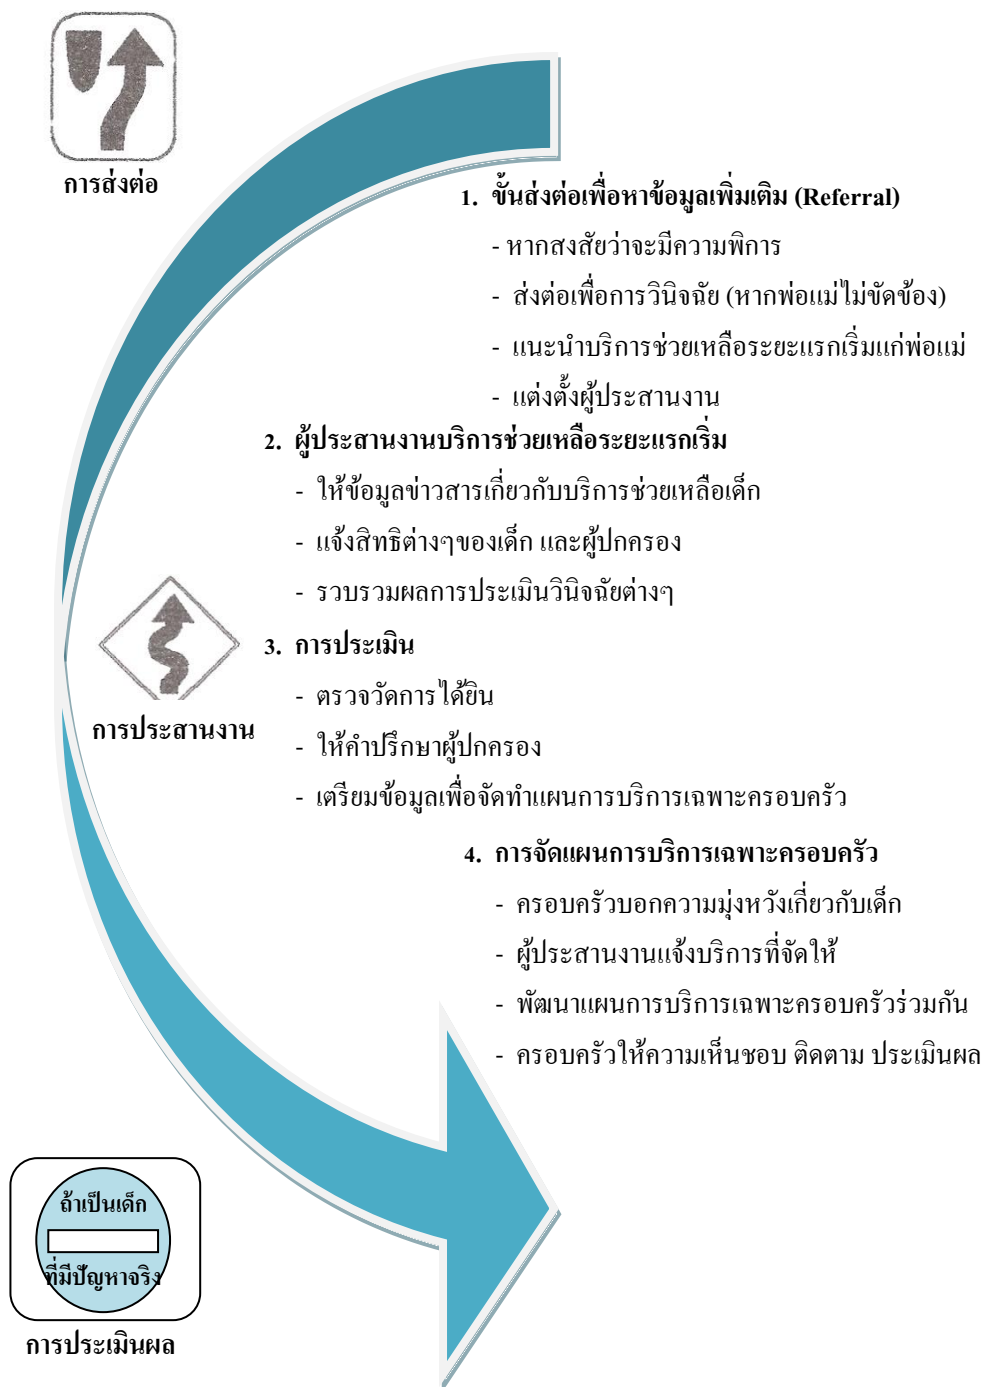 การส่งต่อ
1. ขั้นส่งต่อเพื่อหาข้อมูลเพิ่มเติม (Referral)
- หากสงสัยว่าจะมีความพิการ
- ส่งต่อเพื่อการวินิจฉัย (หากพ่อแม่ไม่ขัดข้อง)
- แนะนำบริการช่วยเหลือระยะแรกเริ่มแก่พ่อแม่
- แต่งตั้งผู้ประสานงาน
2. ผู้ประสานงานบริการช่วยเหลือระยะแรกเริ่ม
- ให้ข้อมูลข่าวสารเกี่ยวกับบริการช่วยเหลือเด็ก
- แจ้งสิทธิต่างๆของเด็ก และผู้ปกครอง
- รวบรวมผลการประเมินวินิจฉัยต่างๆ
การประสานงาน
3. การประเมิน
- ตรวจวัดการได้ยิน
- ให้คำปรึกษาผู้ปกครอง
- เตรียมข้อมูลเพื่อจัดทำแผนการบริการเฉพาะครอบครัว
4. การจัดแผนการบริการเฉพาะครอบครัว
- ครอบครัวบอกความมุ่งหวังเกี่ยวกับเด็ก
- ผู้ประสานงานแจ้งบริการที่จัดให้
- พัฒนาแผนการบริการเฉพาะครอบครัวร่วมกัน
- ครอบครัวให้ความเห็นชอบ ติดตาม ประเมินผล
ถ้าเป็นเด็ก
ที่มีปัญหาจริง
การประเมินผล